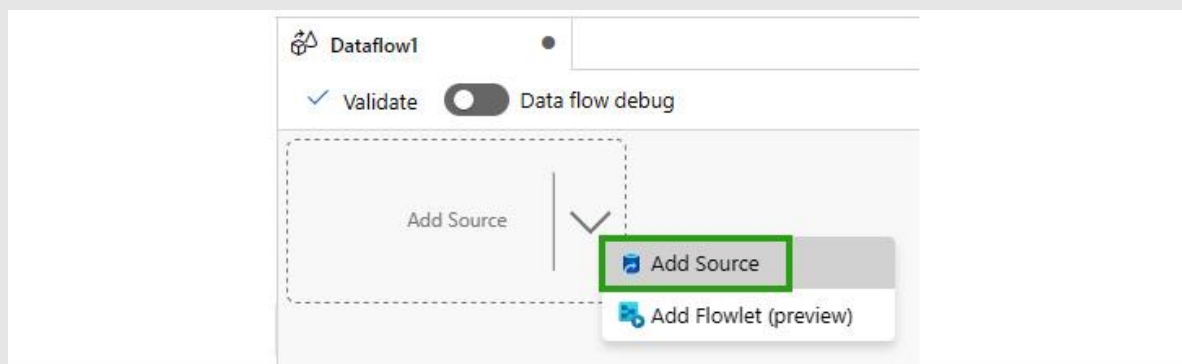 Dataflow1
Validate Data flow debug
Add Source
Add Source
Add Flowlet (preview)